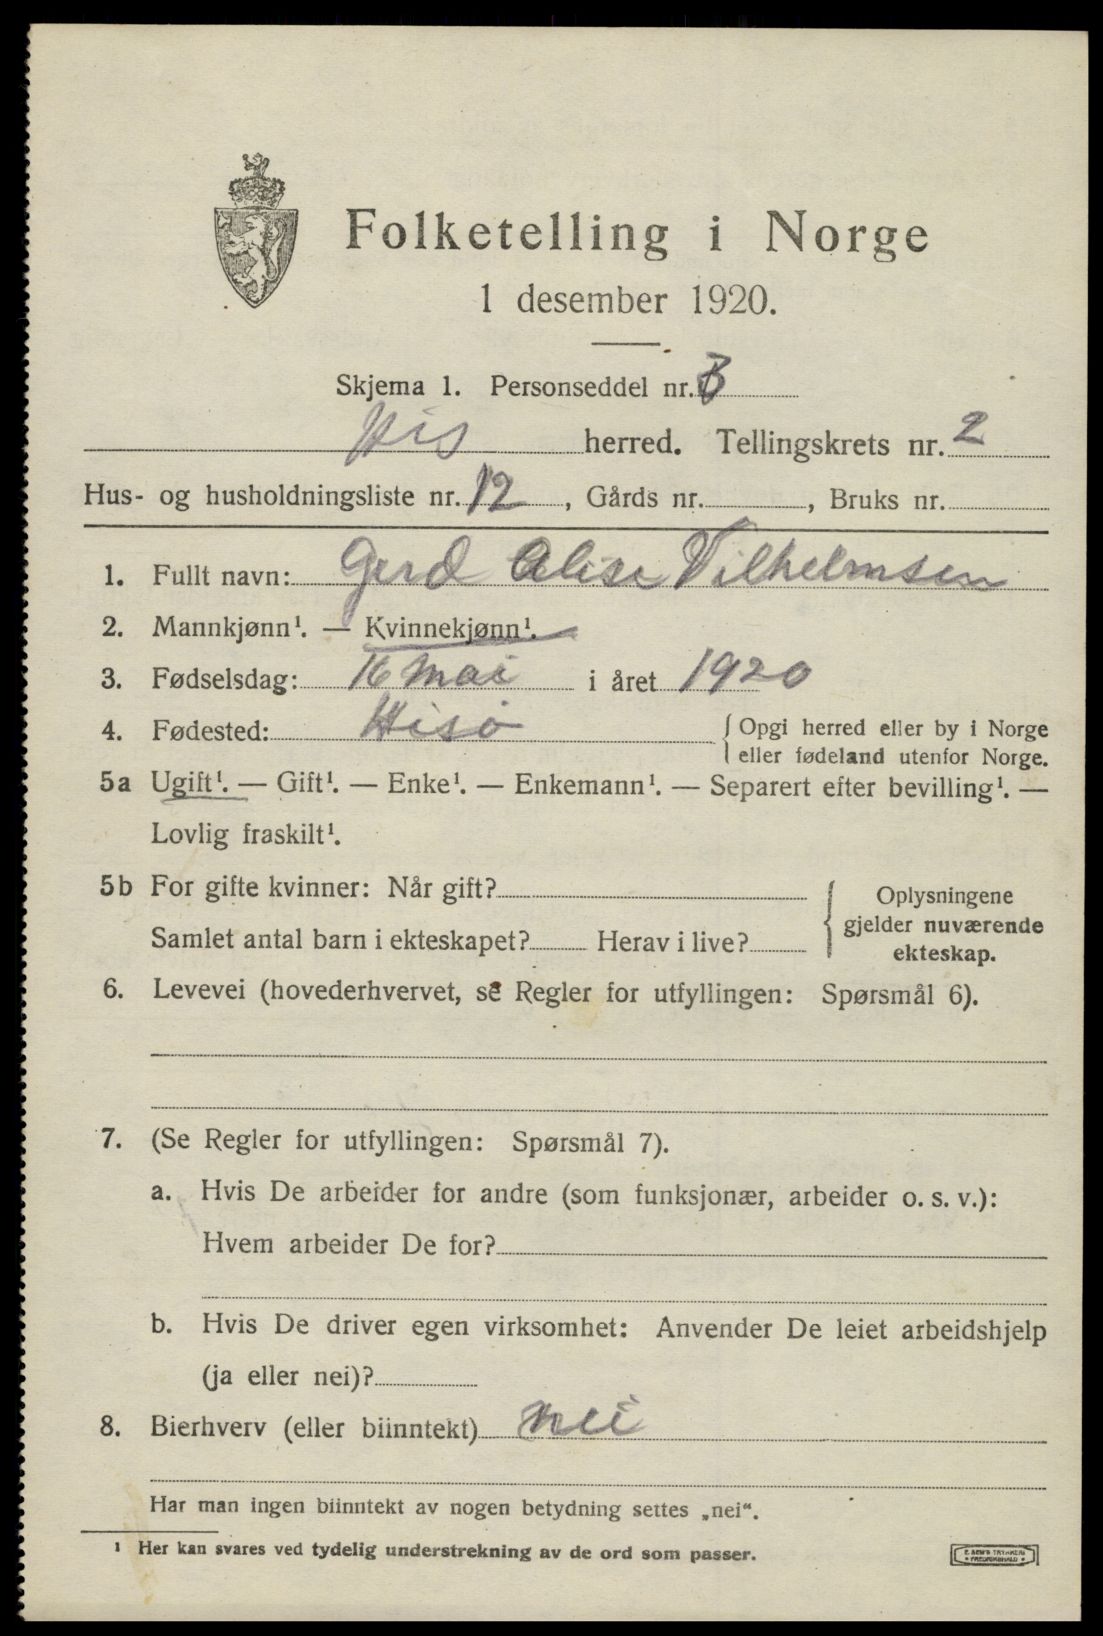 Folketelling i Norge
1 desember 1920.
Skjema 1. Personseddel nr.
His herred. Tellingskrets nr. 2
Hus- og husholdningsliste nr. 12, Gårds nr. , Bruks nr.
1. Fullt navn: Gerd Alise Vilhelmsen
2. Mannkjønn¹. — Kvinnekjønn¹.
3. Fødselsdag: 16 mai i året 1920
4. Fødested: Hisø { Opgi herred eller by i Norge
eller fødeland utenfor Norge.
5a Ugift¹. — Gift¹. — Enke¹. — Enkemann¹. — Separert efter bevilling¹. —
Lovlig fraskilt¹.
5b For gifte kvinner: Når gift?
Samlet antal barn i ekteskapet? Herav i live?
{ Oplysningene
gjelder nuværende
ekteskap.
6. Levevei (hovederhvervet, se Regler for utfyllingen: Spørsmål 6).
7. (Se Regler for utfyllingen: Spørsmål 7).
a. Hvis De arbeider for andre (som funksjonær, arbeider o. s. v.):
Hvem arbeider De for?
b. Hvis De driver egen virksomhet: Anvender De leiet arbeidshjelp
(ja eller nei)?
8. Bierhverv (eller biinntekt) nei
Har man ingen biinntekt av nogen betydning settes „nei“.
¹ Her kan svares ved tydelig understrekning av de ord som passer.